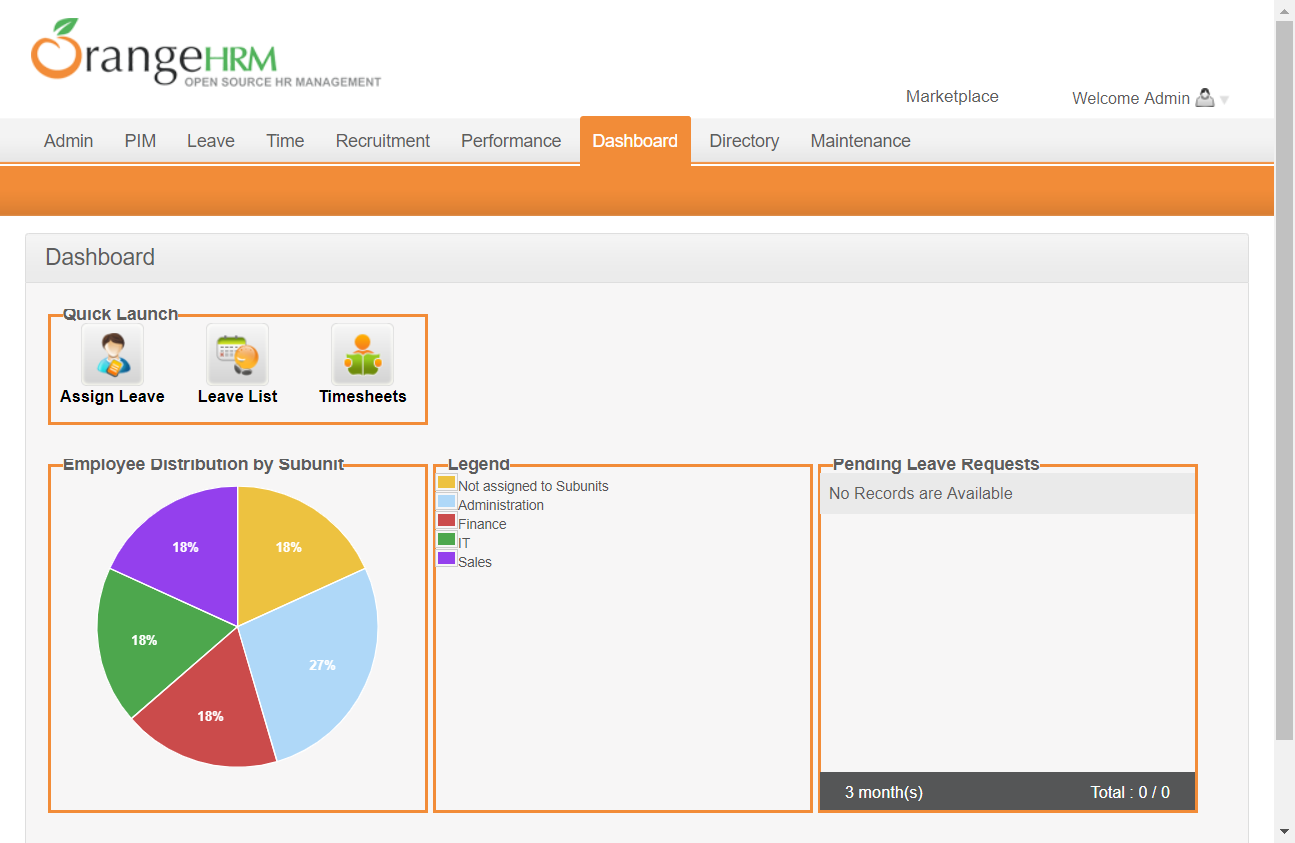 OrangeHRM
OPEN SOURCE HR MANAGEMENT
Marketplace
Welcome Admin
Admin PIM Leave Time Recruitment Performance Dashboard Directory Maintenance
Dashboard
Quick Launch
Assign Leave Leave List Timesheets
Employee Distribution by Subunit
18%
18%
18%
27%
18%
Legend
Not assigned to Subunits
Administration
Finance
IT
Sales
Pending Leave Requests
No Records are Available
3 month(s) Total : 0 / 0